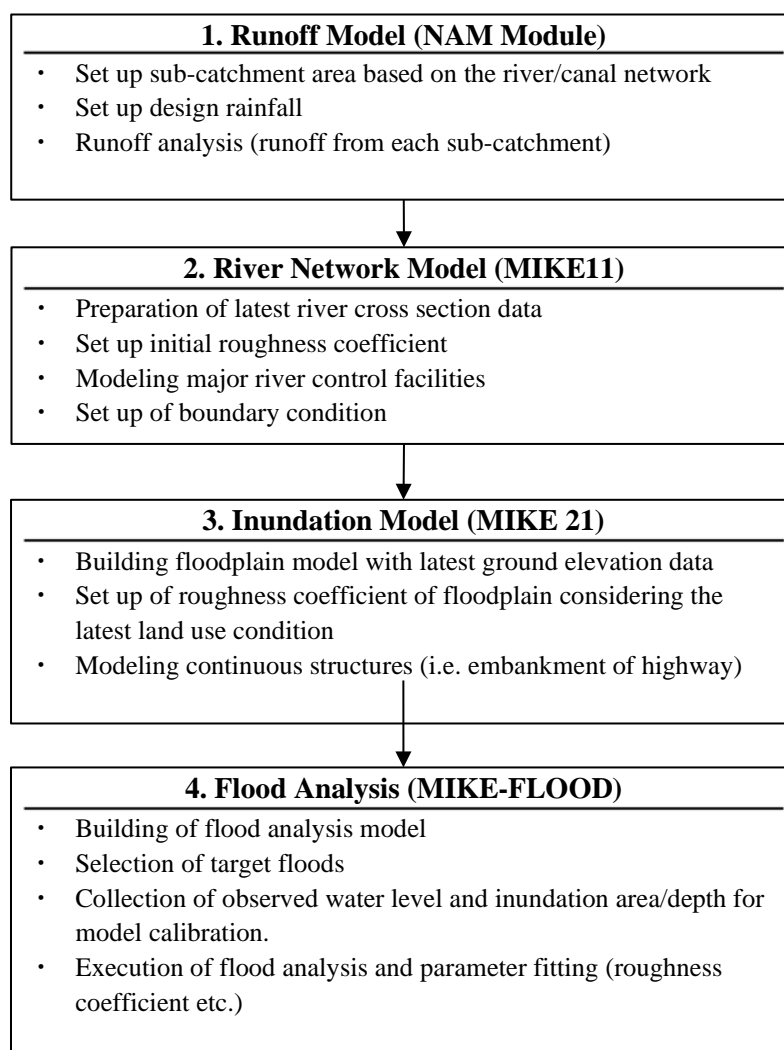 1. Runoff Model (NAM Module)
・ Set up sub-catchment area based on the river/canal network
・ Set up design rainfall
・ Runoff analysis (runoff from each sub-catchment)
2. River Network Model (MIKE11)
・ Preparation of latest river cross section data
・ Set up initial roughness coefficient
・ Modeling major river control facilities
・ Set up of boundary condition
3. Inundation Model (MIKE 21)
・ Building floodplain model with latest ground elevation data
・ Set up of roughness coefficient of floodplain considering the
latest land use condition
・ Modeling continuous structures (i.e. embankment of highway)
4. Flood Analysis (MIKE-FLOOD)
・ Building of flood analysis model
・ Selection of target floods
・ Collection of observed water level and inundation area/depth for
model calibration.
・ Execution of flood analysis and parameter fitting (roughness
coefficient etc.)